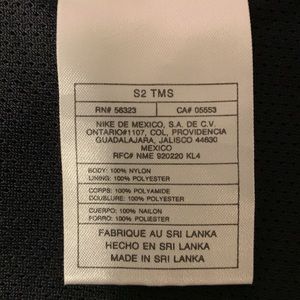 S2 TMS
RN# 56323 CA# 05553
NIKE DE MEXICO, S.A. DE C.V.
ONTARIO#1107, COL, PROVIDENCIA
GUADALAJARA, JALISCO 44630
MEXICO
RFC# NME 920220 KL4
BODY: 100% NYLON
LINING: 100% POLYESTER
CORPS: 100% POLYAMIDE
DOUBLURE: 100% POLYESTER
CUERPO: 100% NAILON
FORRO: 100% POLIESTER
FABRIQUE AU SRI LANKA
HECHO EN SRI LANKA
MADE IN SRI LANKA